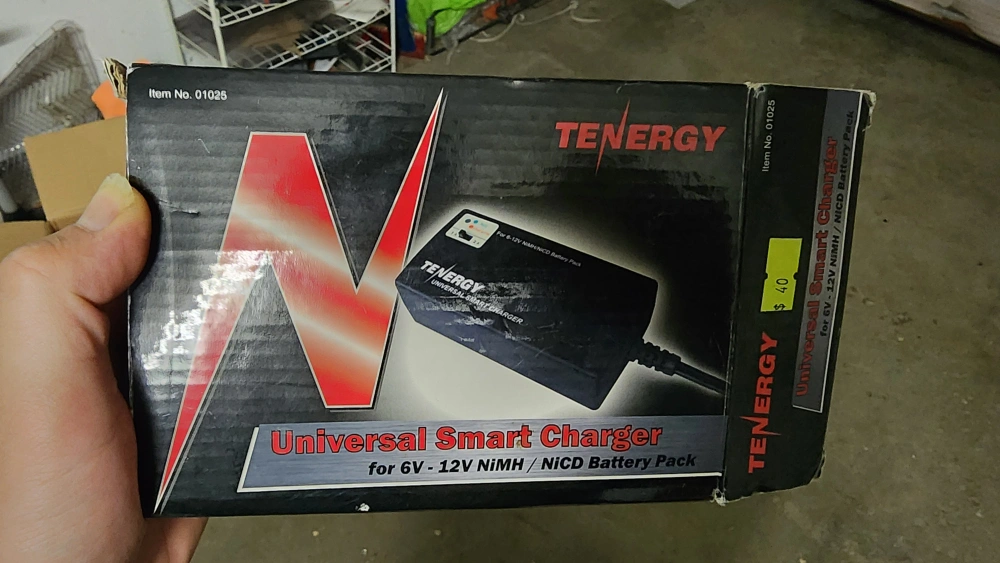 Item No. 01025
TENERGY
For 6-12V NiMH/NiCD Battery Pack
TENERGY
UNIVERSAL SMART CHARGER
Universal Smart Charger
for 6V - 12V NiMH / NiCD Battery Pack
Item No. 01025
$ 40
TENERGY
Universal Smart Charger
for 6V - 12V NiMH / NiCD Battery Pack